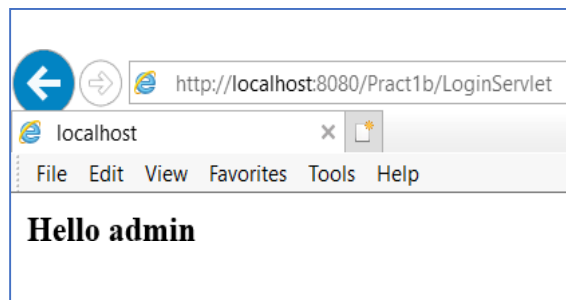 http://localhost:8080/Pract1b/LoginServlet
localhost
File Edit View Favorites Tools Help
Hello admin